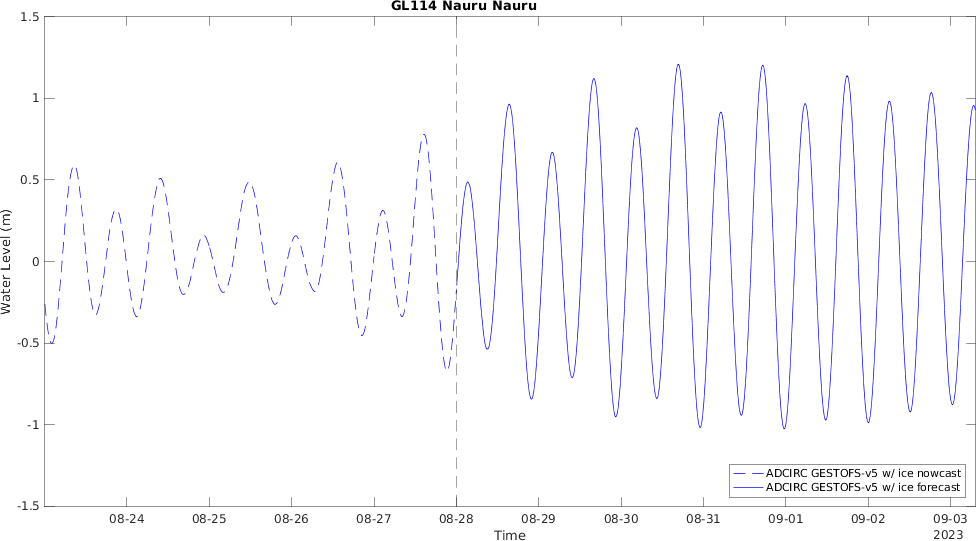 GL114 Nauru Nauru
1.5
1
0.5
0
-0.5
-1
-1.5
Water Level (m)
ADCIRC GESTOFS-v5 w/ ice nowcast
ADCIRC GESTOFS-v5 w/ ice forecast
08-24 08-25 08-26 08-27 08-28 08-29 08-30 08-31 09-01 09-02 09-03
Time
2023